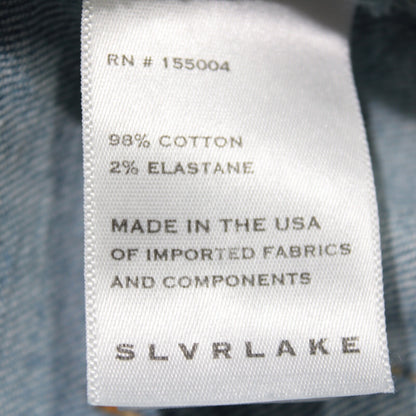 RN # 155004
98% COTTON
2% ELASTANE
MADE IN THE USA
OF IMPORTED FABRICS
AND COMPONENTS
SLVRLAKE